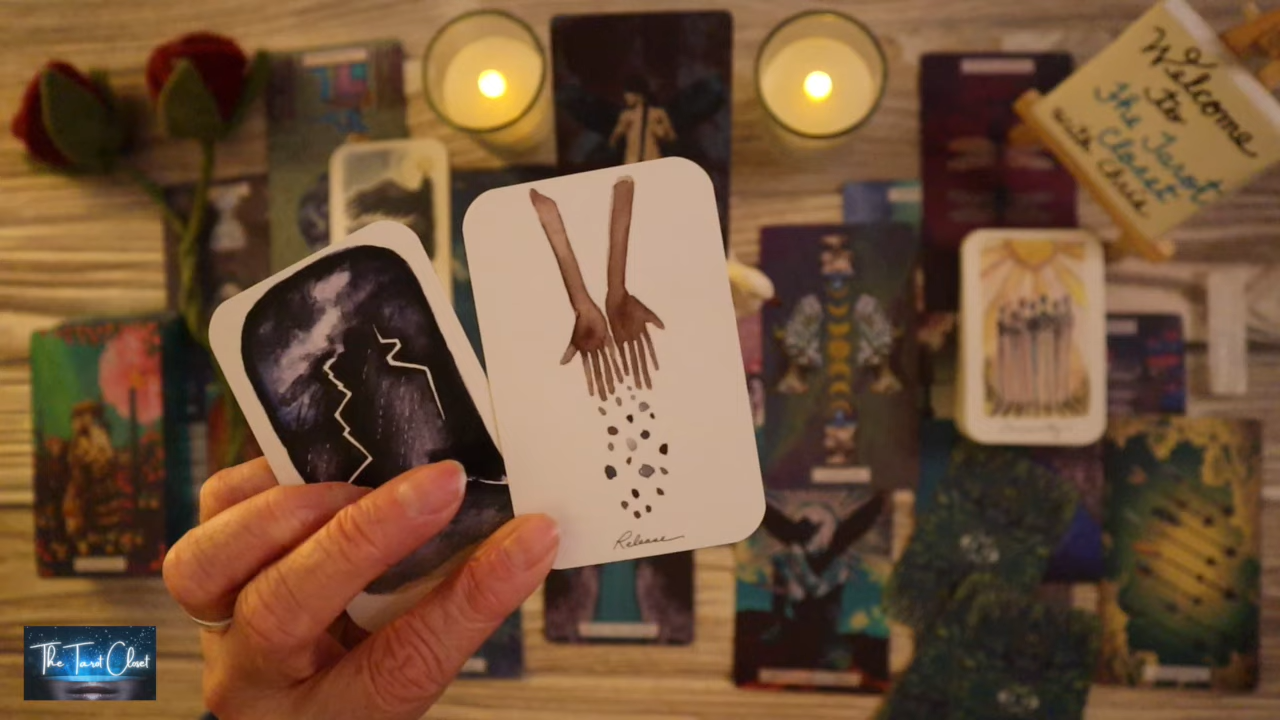 Welcome
to
The Tarot
Closet
with Chris
Release
The Tarot Closet